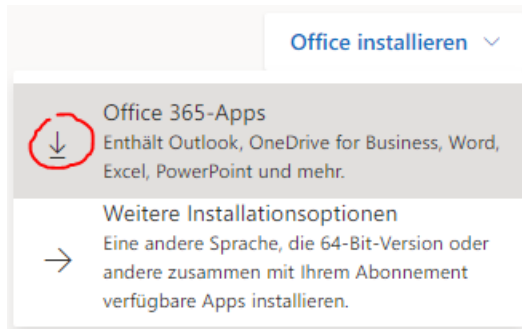 Office installieren
Office 365-Apps
Enthält Outlook, OneDrive for Business, Word,
Excel, PowerPoint und mehr.
Weitere Installationsoptionen
Eine andere Sprache, die 64-Bit-Version oder
andere zusammen mit Ihrem Abonnement
verfügbare Apps installieren.